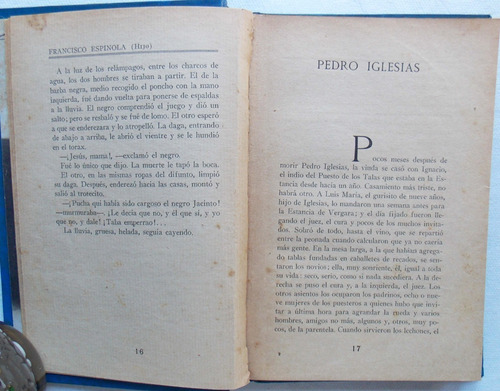 FRANCISCO ESPINOLA (Hijo)
A la luz de los relámpagos, entre los charcos de
agua, los dos hombres se tiraban a partir. El de la
bucha negra, medio recogido el poncho con la mano
izquierda, fué dando vuelta para ponerse de espaldas
a la lluvia. El negro comprendió el juego y dió un
salto; pero se resbaló y se fué de lomo. El otro esperó
a que se enderezara y lo atropelló. La daga, entrando
de abajo a arriba, le abrió el vientre y se le hundió
en el tórax.
—¡Jesús, mama!, —exclamó el negro.
Fué lo único que dijo. La muerte le tapó la boca.
El otro, en las mismas ropas del difunto, limpió
su daga. Después, enderezó hacia las casas, montó y salió
al trotecito.
—¡Pucha que había sido cargoso el negro Jacinto!
—murmuraba— ¡Le decía que no, y él que sí, y yo
que no, y dale! ¡Taba emperrao!...
La lluvia, gruesa, helada, seguía cayendo.
16
PEDRO IGLESIAS
Pocos meses después de
morir Pedro Iglesias, la viuda se casó con Ignacio,
el indio del Puesto de los Talas que estaba en la Es-
tancia desde hacía un año. Casamiento más triste, no
habrá otro. A Luis María, el gurisito de nueve años,
hijo de Iglesias, lo mandaron una semana antes para
la Estancia de Vergara; y el día fijado fueron llegando
el juez, el cura y pocos de los muchos invita-
dos. Sobró de todo, hasta el vino, que se repartió
entre la peonada cuando calcularon que ya no caería
más gente. En la mesa larga, a la que habían agrega-
do tablas fundadas en caballetes de recados, se senta-
ron los novios: ella, muy sonriente, él, igual a toda
su vida: seco, serio, como si nada sucediera. A la de-
recha se puso el cura y, a la izquierda, el juez. Los
otros asientos los ocuparon los padrinos, ocho o nueve
mujeres de los puesteros a quienes hubo que invitar
a última hora para agrandar la rueda y varios
hombres, amigos no más, algunos y, otros, muy po-
cos, de la parentela. Cuando sirvieron los lechones, el
17